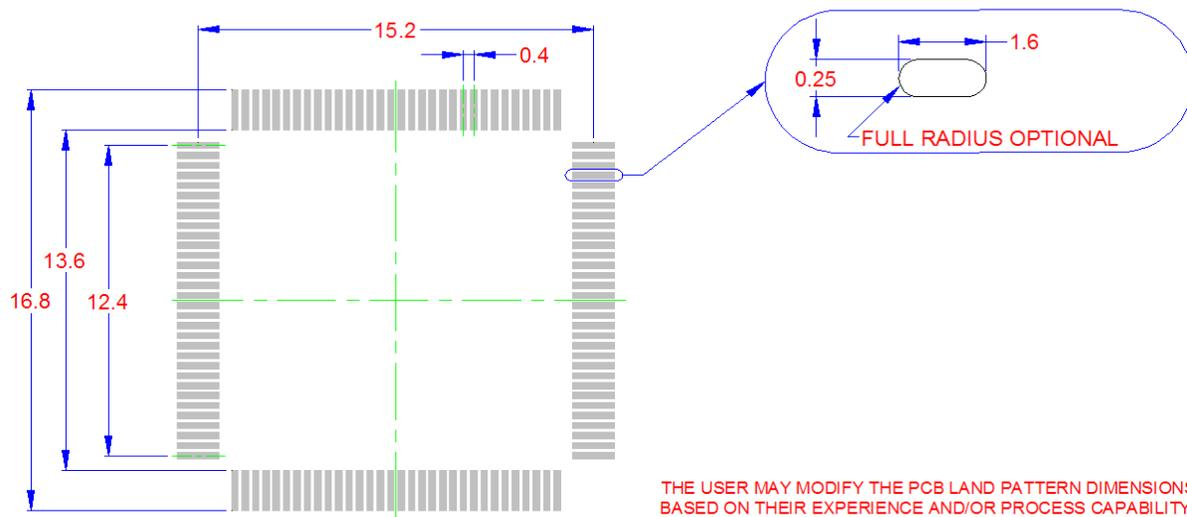 15.2
0.4
1.6
0.25
FULL RADIUS OPTIONAL
13.6
16.8
12.4
THE USER MAY MODIFY THE PCB LAND PATTERN DIMENSIONS
BASED ON THEIR EXPERIENCE AND/OR PROCESS CAPABILITY